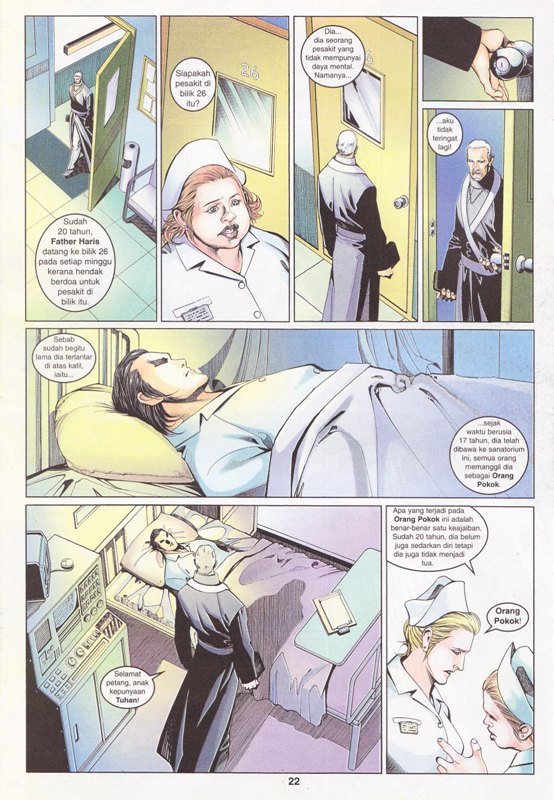 Sudah
20 tahun,
Father Haris
datang ke bilik 26
pada setiap minggu
kerana hendak
berdoa untuk
pesakit di
bilik itu.
Siapakah
pesakit di
bilik 26
itu?
26
Dia...
dia seorang
pesakit yang
tidak mempunyai
daya mental.
Namanya...
...aku
tidak
teringat
lagi!
Sebab
sudah begitu
lama dia terlantar
di atas katil,
iaitu...
...sejak
waktu berusia
17 tahun, dia telah
dibawa ke sanatorium
ini, semua orang
memanggil dia
sebagai Orang
Pokok.
Selamat
petang, anak
kepunyaan
Tuhan!
Apa yang terjadi pada
Orang Pokok ini adalah
benar-benar satu keajaiban.
Sudah 20 tahun, dia belum
juga sedarkan diri tetapi
dia juga tidak menjadi
tua.
Orang
Pokok!
22